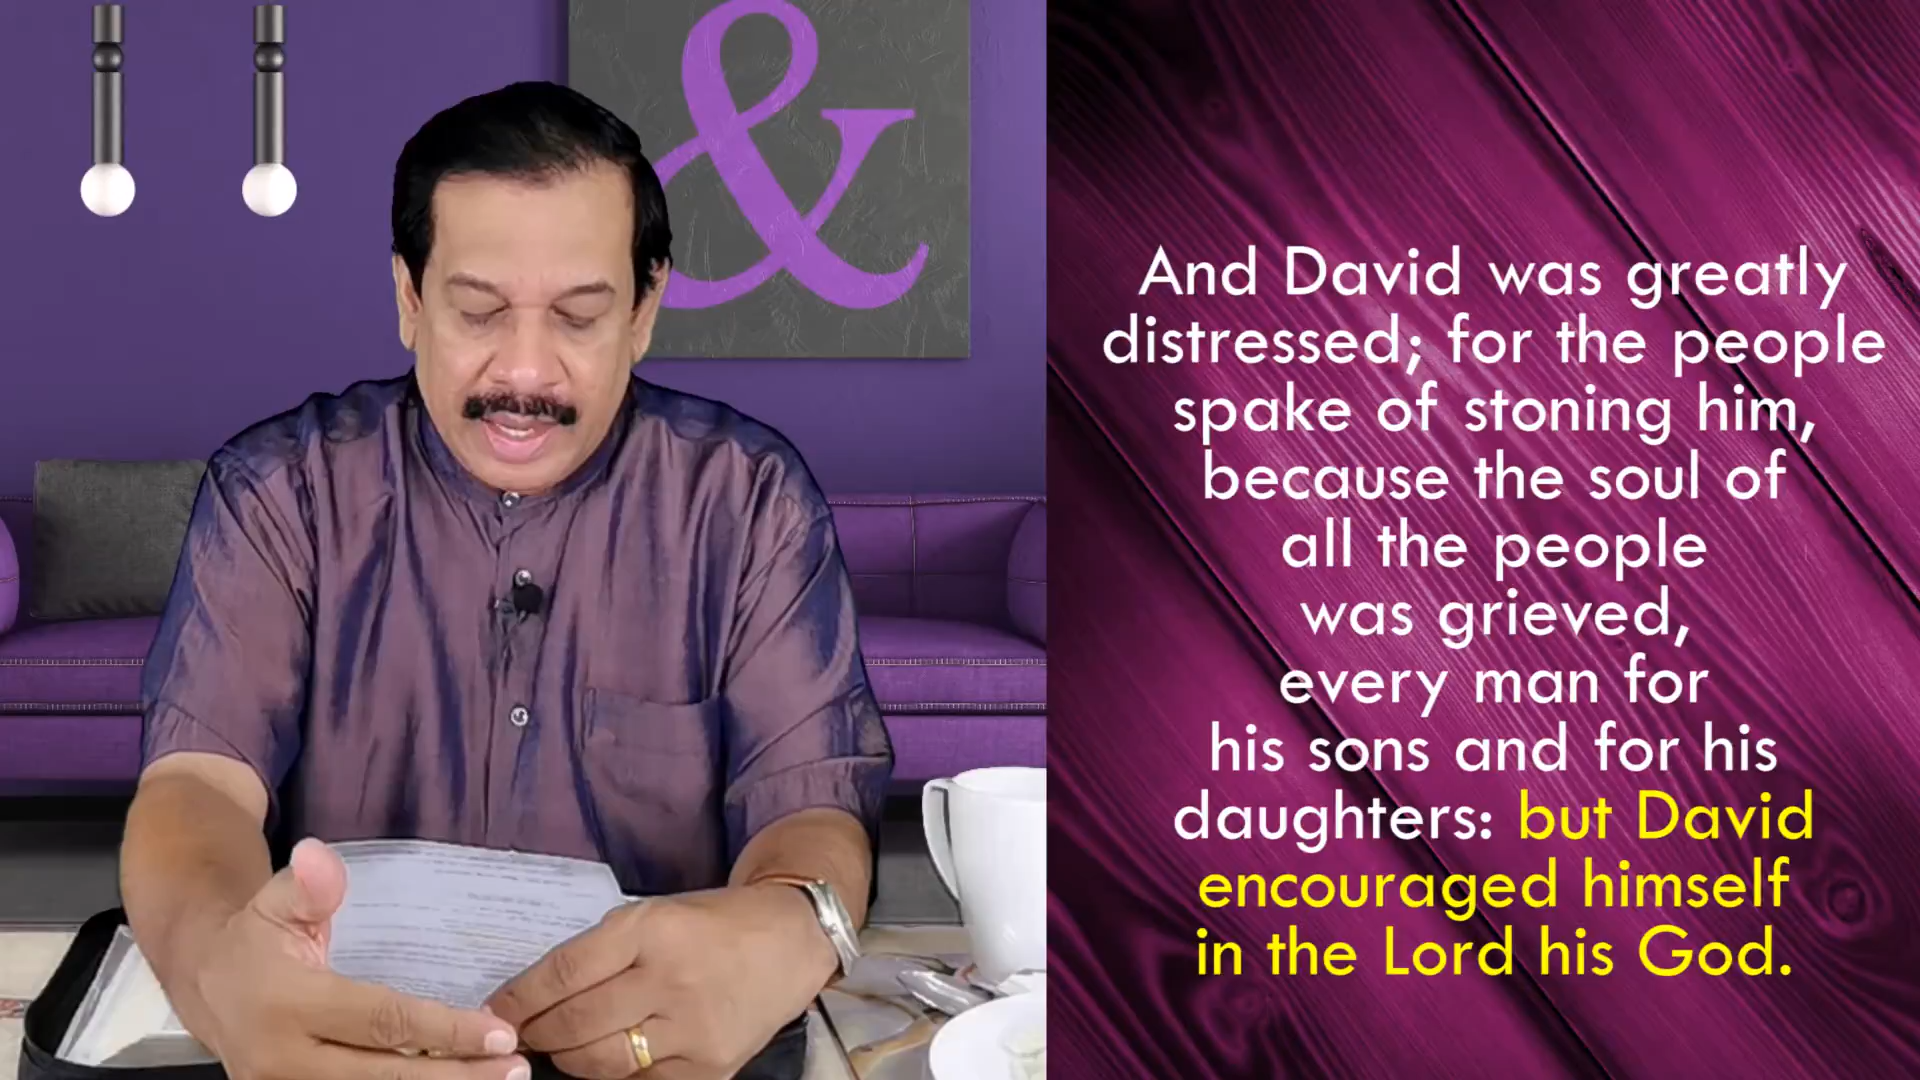 &
And David was greatly
distressed; for the people
spake of stoning him,
because the soul of
all the people
was grieved,
every man for
his sons and for his
daughters: but David
encouraged himself
in the Lord his God.